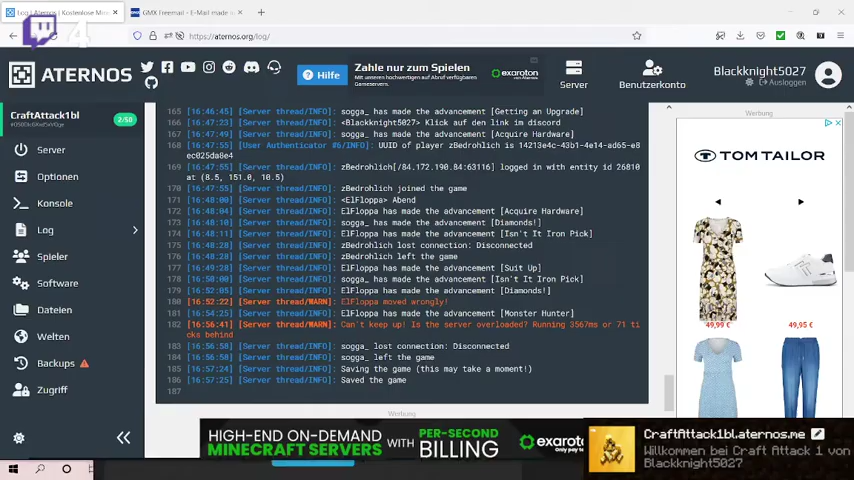 Log | Aternos | Kostenlose Min
GMX Freemail - E-Mail made
https://aternos.org/log/
ATERNOS
Hilfe
Zahle nur zum Spielen
Mit unseren hochwertigen auf Abruf verfügbaren
Gameservern.
exaroton
Server
Benutzerkonto
Blackknight5027
Ausloggen
CraftAttack1bl
2/50
Server
Optionen
Konsole
Log
Spieler
Software
Dateien
Welten
Backups
Zugriff
165 [16:46:45] [Server thread/INFO]: sogga_ has made the advancement [Getting an Upgrade]
166 [16:47:23] [Server thread/INFO]: <Blackknight5027> Klick auf den link im discord
167 [16:47:49] [Server thread/INFO]: sogga_ has made the advancement [Acquire Hardware]
168 [16:47:55] [User Authenticator #6/INFO]: UUID of player zBedrohlich is 14213e4c-43b1-4e14-ad65-e8
ec025da8e4
169 [16:47:55] [Server thread/INFO]: zBedrohlich[/84.172.190.84:63116] logged in with entity id 26810
at (8.5, 151.0, 10.5)
170 [16:47:55] [Server thread/INFO]: zBedrohlich joined the game
171 [16:48:00] [Server thread/INFO]: <ElFloppa> Abend
172 [16:48:04] [Server thread/INFO]: ElFloppa has made the advancement [Acquire Hardware]
173 [16:48:10] [Server thread/INFO]: sogga_ has made the advancement [Diamonds!]
174 [16:48:11] [Server thread/INFO]: ElFloppa has made the advancement [Isn't It Iron Pick]
175 [16:48:28] [Server thread/INFO]: zBedrohlich lost connection: Disconnected
176 [16:48:28] [Server thread/INFO]: zBedrohlich left the game
177 [16:49:28] [Server thread/INFO]: ElFloppa has made the advancement [Suit Up]
178 [16:50:00] [Server thread/INFO]: sogga_ has made the advancement [Isn't It Iron Pick]
179 [16:52:05] [Server thread/INFO]: ElFloppa has made the advancement [Diamonds!]
180 [16:52:22] [Server thread/WARN]: ElFloppa moved wrongly!
181 [16:54:25] [Server thread/INFO]: ElFloppa has made the advancement [Monster Hunter]
182 [16:56:41] [Server thread/WARN]: Can't keep up! Is the server overloaded? Running 3567ms or 71 ti
cks behind
183 [16:56:58] [Server thread/INFO]: sogga_ lost connection: Disconnected
184 [16:56:58] [Server thread/INFO]: sogga_ left the game
185 [16:57:24] [Server thread/INFO]: Saving the game (this may take a moment!)
186 [16:57:25] [Server thread/INFO]: Saved the game
187
Werbung
TOM TAILOR
49,99 €
49,95 €
Werbung
HIGH-END ON-DEMAND
MINECRAFT SERVERS
WITH
PER-SECOND
BILLING
exaroton
CraftAttack1bl.aternos.me
Willkommen bei Craft Attack 1 von
Blackknight5027